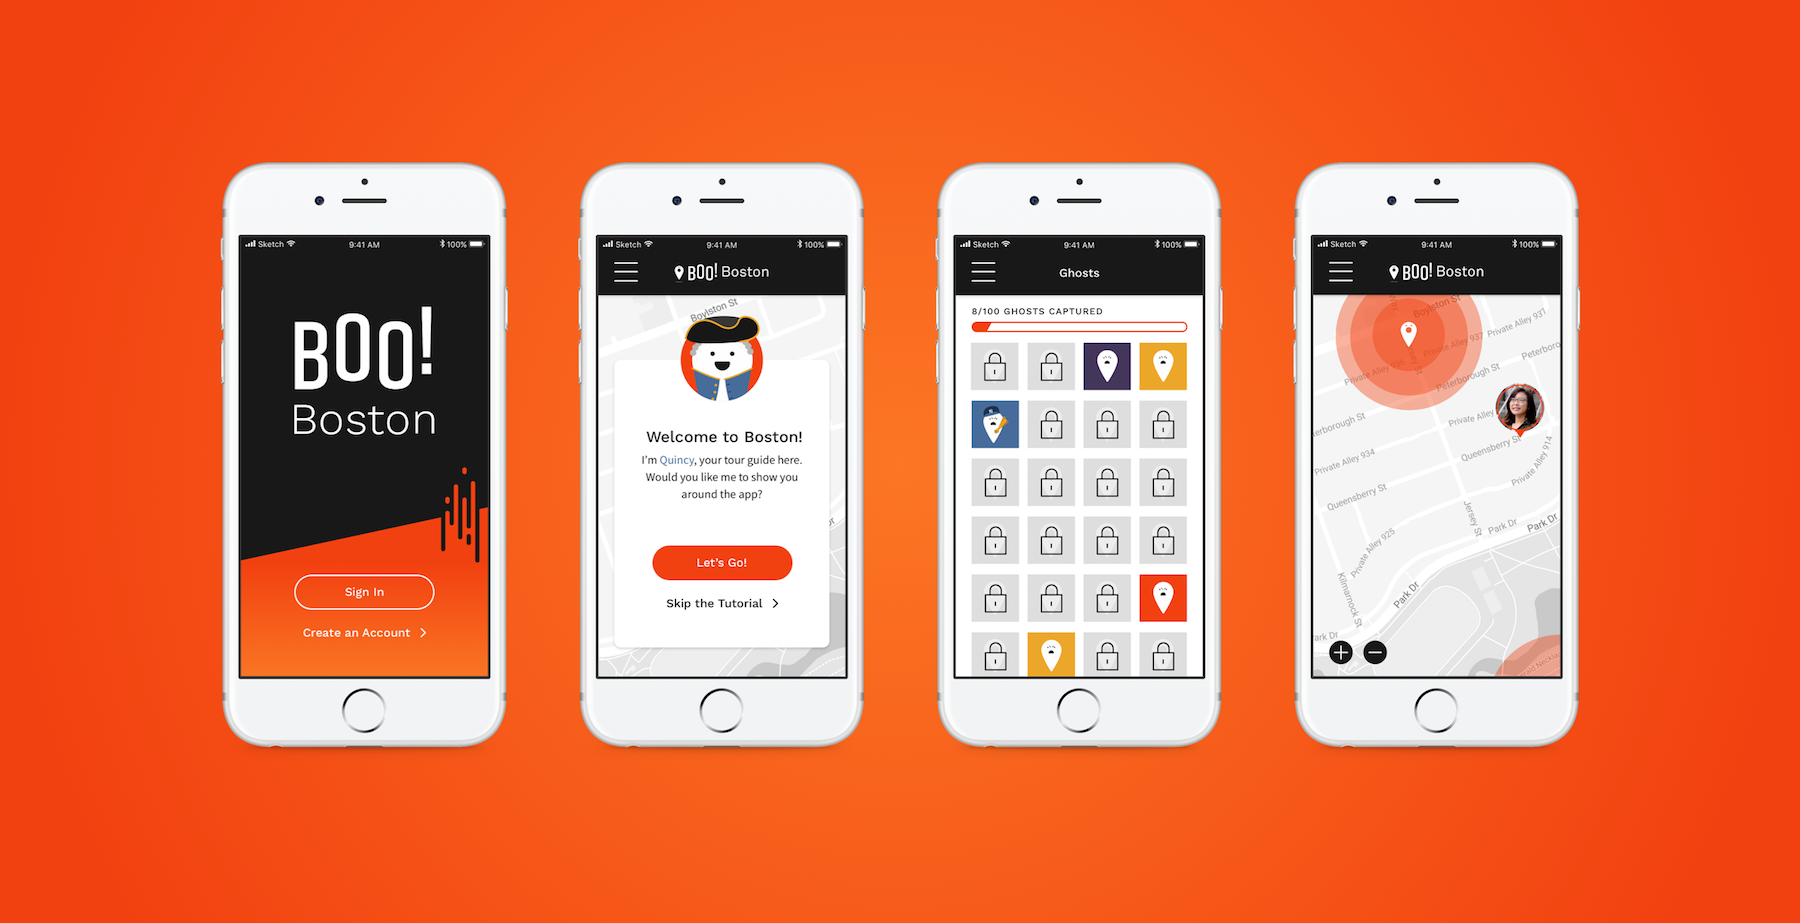 Sketch 9:41 AM 100%
BOO!
Boston
Sign In
Create an Account
Sketch 9:41 AM 100%
BOO! Boston
Boylston St
Welcome to Boston!
I'm Quincy, your tour guide here.
Would you like me to show you
around the app?
Let's Go!
Skip the Tutorial
Sketch 9:41 AM 100%
Ghosts
8/100 GHOSTS CAPTURED
Sketch 9:41 AM 100%
BOO! Boston
Boylston St
Private Alley 937
Private Alley 931
Private Alley 936
Peterborough St
Peterboro
Private Alley
terborough St
Queensberry St
Private Alley 934
Private Alley 914
Queensberry St
Jersey St
Park Dr
Park Dr
Private Alley 925
Kilmarnock St
Park Dr
ark Dr